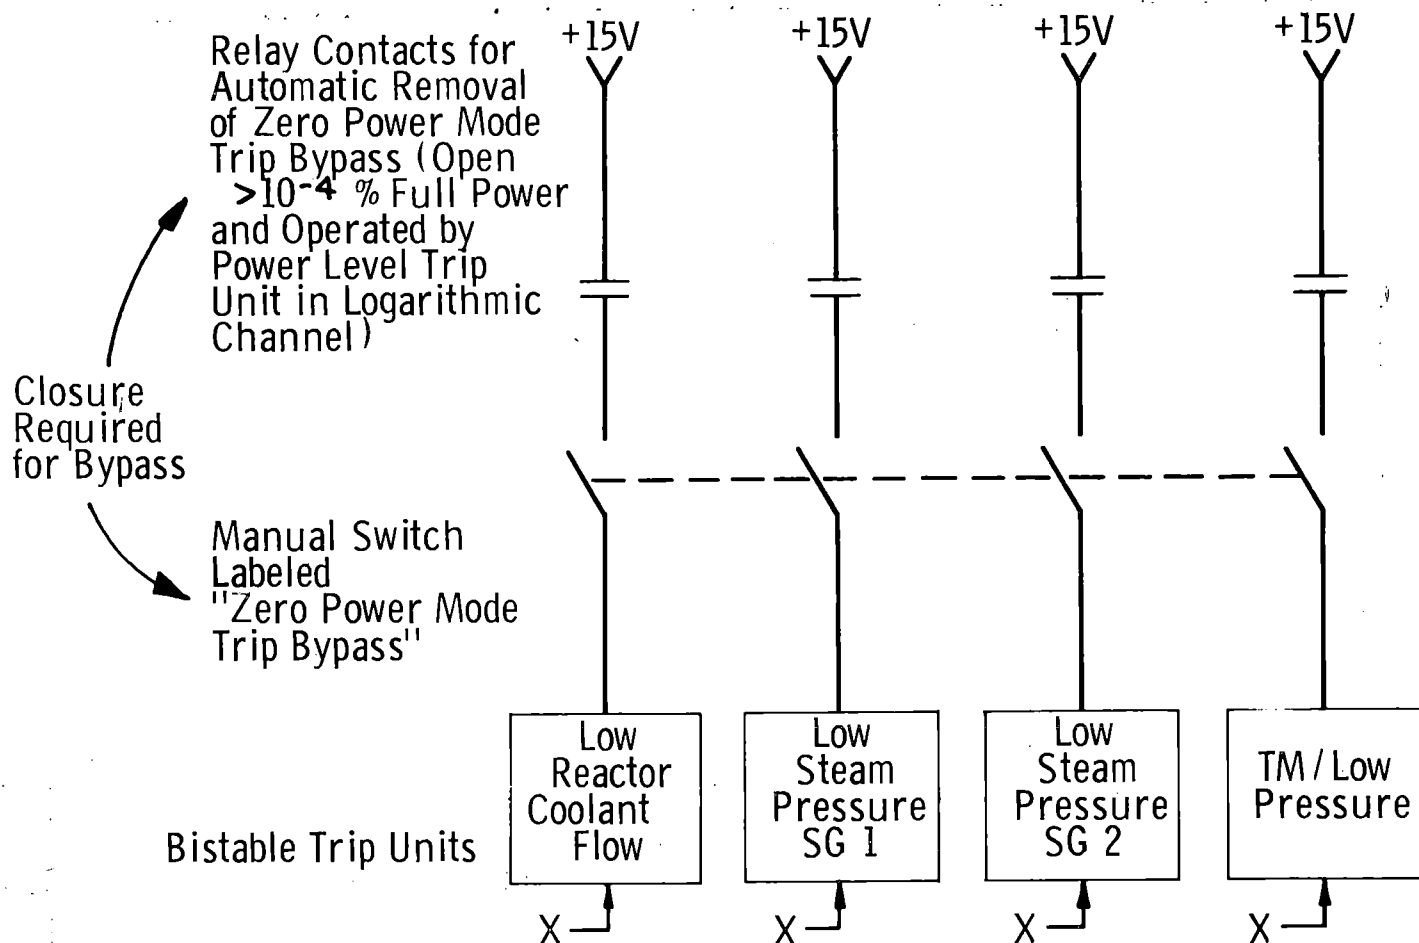 +15V
+15V
+15V
+15V
Relay Contacts for
Automatic Removal
of Zero Power Mode
Trip Bypass (Open
>10-4 % Full Power
and Operated by
Power Level Trip
Unit in Logarithmic
Channel)
Closure
Required
for Bypass
Manual Switch
Labeled
"Zero Power Mode
Trip Bypass"
Bistable Trip Units
Low
Reactor
Coolant
Flow
Low
Steam
Pressure
SG 1
Low
Steam
Pressure
SG 2
TM / Low
Pressure
X
X
X
X